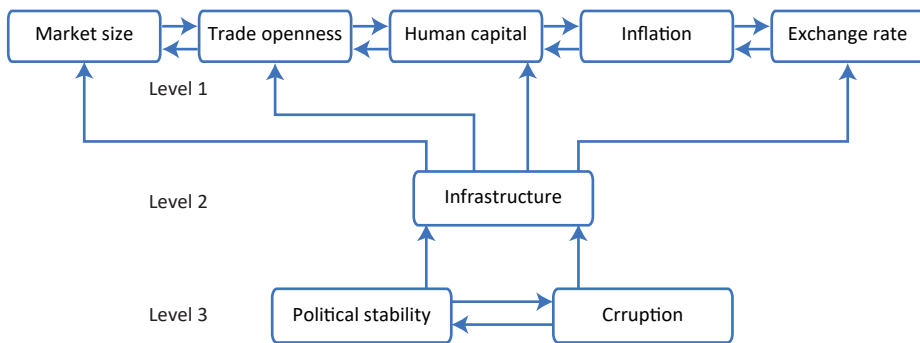 Market size
Trade openness
Human capital
Inflation
Exchange rate
Level 1
Level 2
Infrastructure
Level 3
Political stability
Crruption